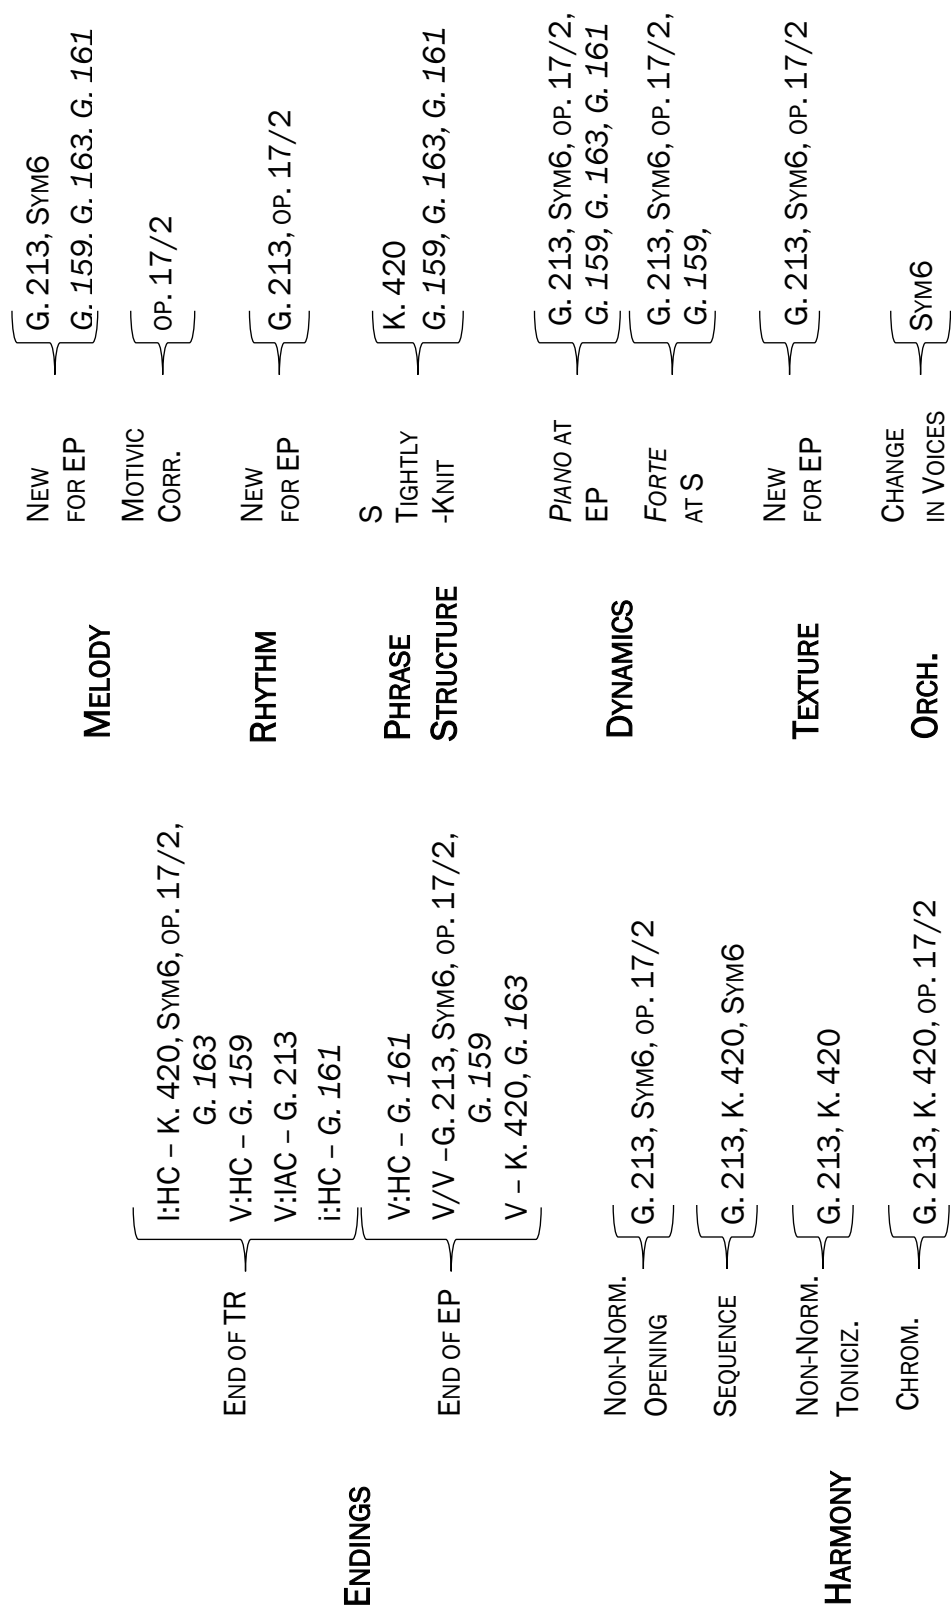 ENDINGS
END OF TR
I:HC – K. 420, SYM6, OP. 17/2,
G. 163
V:HC – G. 159
V:IAC – G. 213
i:HC – G. 161
END OF EP
V:HC – G. 161
V/V –G. 213, SYM6, OP. 17/2,
G. 159
V – K. 420, G. 163
HARMONY
NON-NORM.
OPENING
G. 213, SYM6, OP. 17/2
SEQUENCE
G. 213, K. 420, SYM6
NON-NORM.
TONICIZ.
G. 213, K. 420
CHROM.
G. 213, K. 420, OP. 17/2
MELODY
NEW
FOR EP
G. 213, SYM6
G. 159. G. 163. G. 161
MOTIVIC
CORR.
OP. 17/2
RHYTHM
NEW
FOR EP
G. 213, OP. 17/2
PHRASE
STRUCTURE
S
TIGHTLY
-KNIT
K. 420
G. 159, G. 163, G. 161
DYNAMICS
PIANO AT
EP
G. 213, SYM6, OP. 17/2,
G. 159, G. 163, G. 161
FORTE
AT S
G. 213, SYM6, OP. 17/2,
G. 159,
TEXTURE
NEW
FOR EP
G. 213, SYM6, OP. 17/2
ORCH.
CHANGE
IN VOICES
SYM6